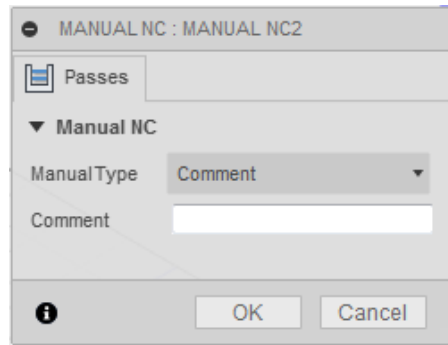 MANUAL NC : MANUAL NC2
Passes
Manual NC
Manual Type Comment
Comment
OK Cancel